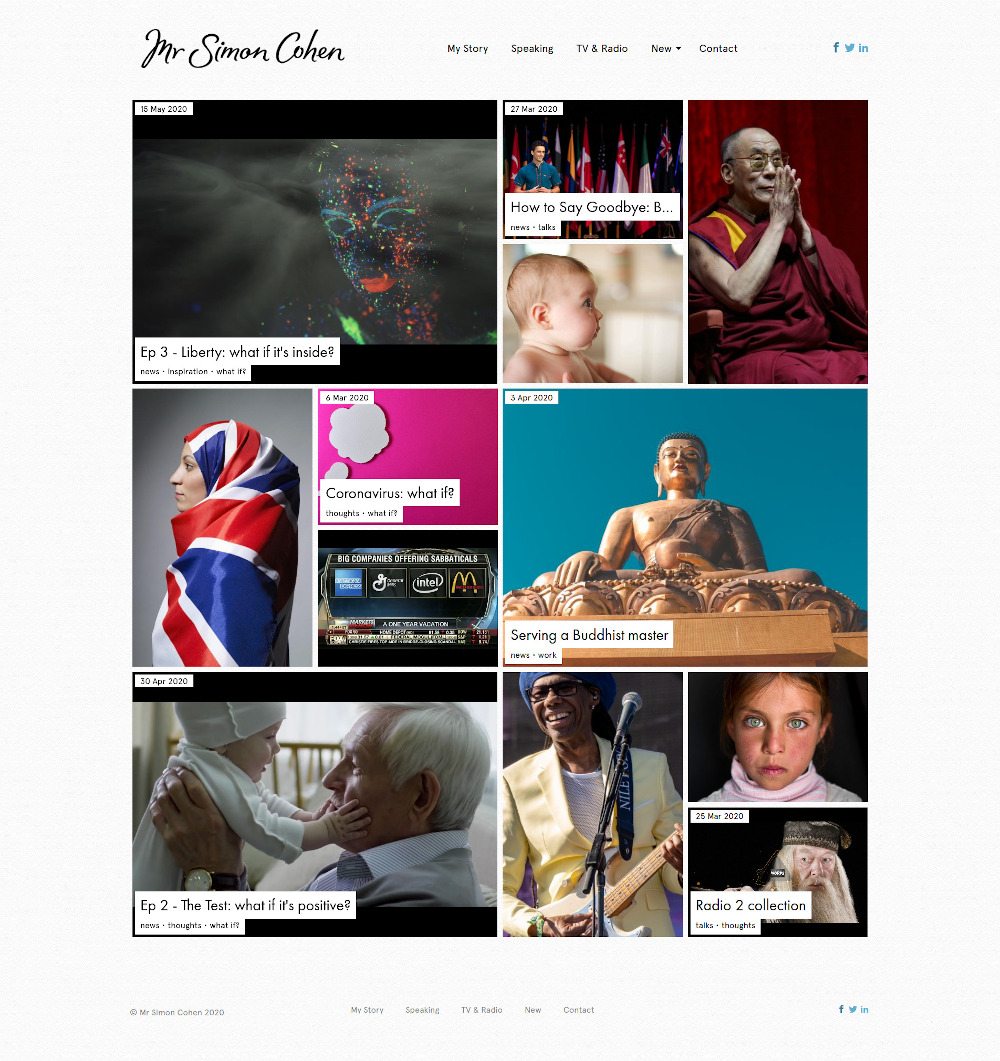 Mr Simon Cohen
My Story Speaking TV & Radio New Contact
15 May 2020
Ep 3 - Liberty: what if it's inside?
news • inspiration • what if?
27 Mar 2020
How to Say Goodbye: B...
news • talks
6 Mar 2020
Coronavirus: what if?
thoughts • what if?
BIG COMPANIES OFFERING SABBATICALS
intel
MARKETS
A ONE YEAR VACATION
HOME DEPOT
3 Apr 2020
Serving a Buddhist master
news • work
30 Apr 2020
Ep 2 - The Test: what if it's positive?
news • thoughts • what if?
25 Mar 2020
Radio 2 collection
talks • thoughts
© Mr Simon Cohen 2020
My Story Speaking TV & Radio New Contact